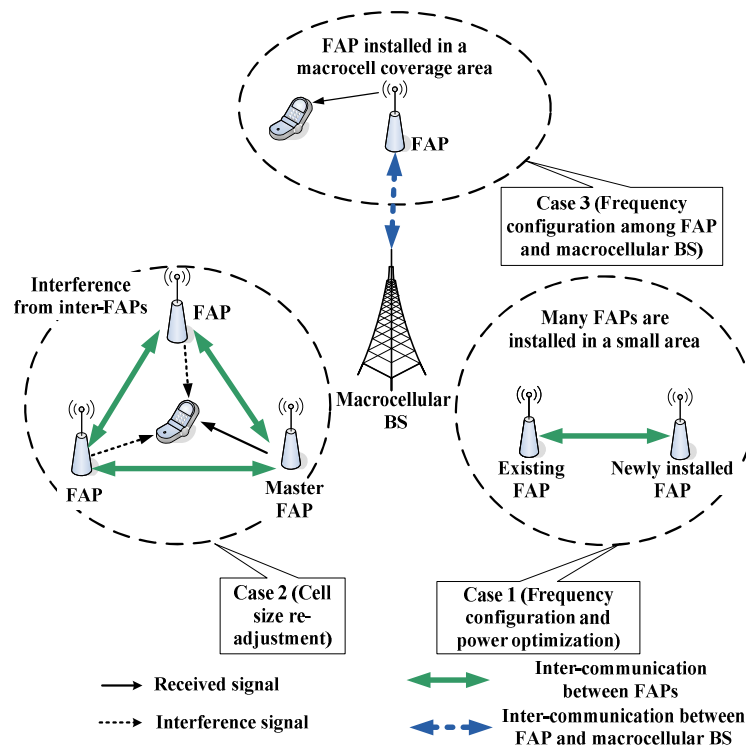 FAP installed in a
macrocell coverage area
FAP
Case 3 (Frequency
configuration among FAP
and macrocellular BS)
Interference
from inter-FAPs
FAP
FAP
Master
FAP
Macrocellular
BS
Many FAPs are
installed in a small area
Existing
FAP
Newly installed
FAP
Case 2 (Cell
size re-
adjustment)
Case 1 (Frequency
configuration and
power optimization)
Received signal
Interference signal
Inter-communication
between FAPs
Inter-communication between
FAP and macrocellular BS